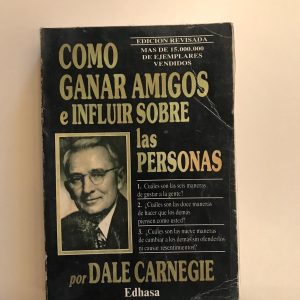 EDICION REVISADA
MAS DE 15.000.000
DE EJEMPLARES
VENDIDOS
COMO
GANAR AMIGOS
e INFLUIR SOBRE
las
PERSONAS
1. Cuáles son las seis maneras
de gustar a la gente?
2. ¿Cuáles son las doce maneras
de hacer que los demás
piensen como usted?
3. ¿Cuáles son las nueve maneras
de cambiar a los demás sin ofenderlos
ni causar resentimientos?
por DALE CARNEGIE
Edhasa